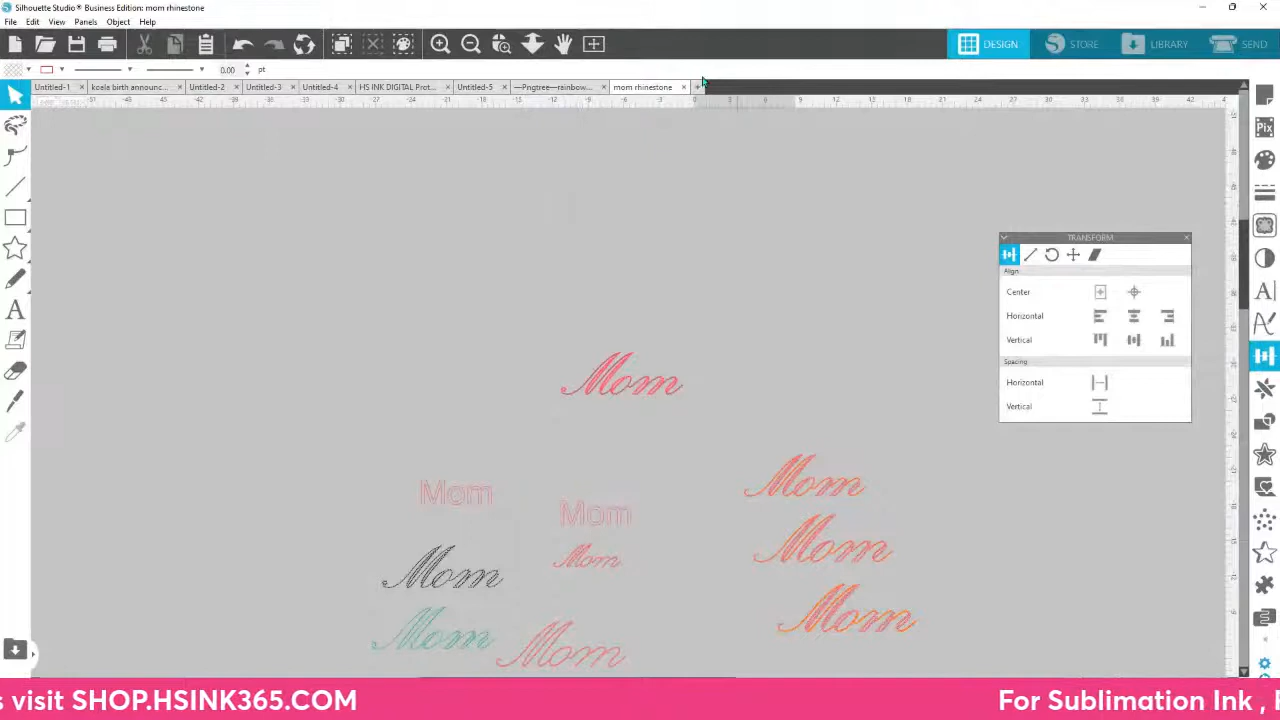 Silhouette Studio® Business Edition: mom rhinestone
File Edit View Panels Object Help
DESIGN STORE LIBRARY SEND
0.00 pt
Untitled-1 kcala birth announc... Untitled-2 Untitled-3 Untitled-4 HS INK DIGITAL Prot... Untitled-5 —Pngtree—rainbow... mom rhinestone
TRANSFORM
Align
Center
Horizontal
Vertical
Spacing
Horizontal
Vertical
Mom
Mom
Mom
Mom
Mom
Mom
Mom
Mom
Mom
Mom
s visit SHOP.HSINK365.COM
For Sublimation Ink ,